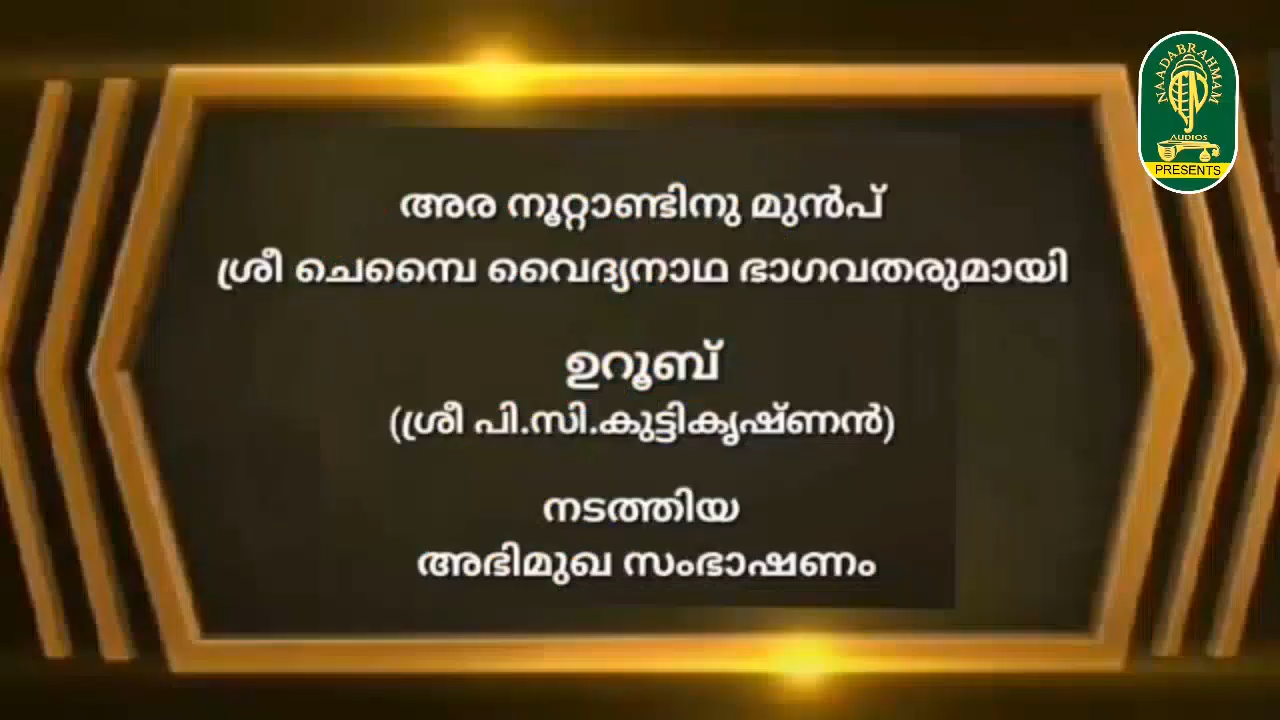 അര നൂറ്റാണ്ടിനു മുൻപ്
ശ്രീ ചെമ്പൈ വൈദ്യനാഥ ഭാഗവതരുമായി
ഉറൂബ്
(ശ്രീ പി.സി.കുട്ടികൃഷ്ണൻ)
നടത്തിയ
അഭിമുഖ സംഭാഷണം
NAADABRAHMAM
AUDIOS
PRESENTS